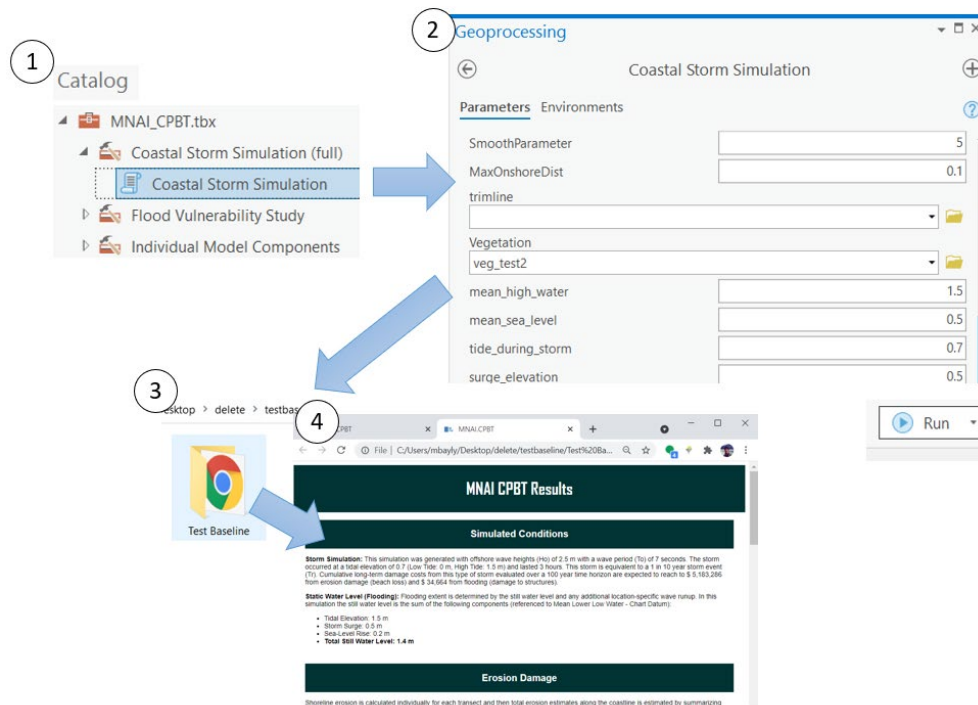 1
Catalog
MNAI_CPBT.tbx
Coastal Storm Simulation (full)
Coastal Storm Simulation
Flood Vulnerability Study
Individual Model Components
2
Geoprocessing
Coastal Storm Simulation
Parameters Environments
SmoothParameter 5
MaxOnshoreDist 0.1
trimline
Vegetation
veg_test2
mean_high_water 1.5
mean_sea_level 0.5
tide_during_storm 0.7
surge_elevation 0.5
Run
3
esktop > delete > testbas
Test Baseline
4
CPBT MNAI.CPBT
File | C:/Users/mbayly/Desktop/delete/testbaseline/Test%20Ba...
MNAI CPBT Results
Simulated Conditions
Storm Simulation: This simulation was generated with offshore wave heights (Ho) of 2.5 m with a wave period (To) of 7 seconds. The storm
occurred at a tidal elevation of 0.7 (Low Tide: 0 m, High Tide: 1.5 m) and lasted 3 hours. This storm is equivalent to a 1 in 10 year storm event
(Tr). Cumulative long-term damage costs from this type of storm evaluated over a 100 year time horizon are expected to reach to $ 5,183,286
from erosion damage (beach loss) and $ 34,664 from flooding (damage to structures).
Static Water Level (Flooding): Flooding extent is determined by the still water level and any additional location-specific wave runup. In this
simulation the still water level is the sum of the following components (referenced to Mean Lower Low Water - Chart Datum):
• Tidal Elevation: 1.5 m
• Storm Surge: 0.5 m
• Sea-Level Rise: 0.2 m
• Total Still Water Level: 1.4 m
Erosion Damage
Shoreline erosion is calculated individually for each transect and then total erosion estimates along the coastline is estimated by summarizing